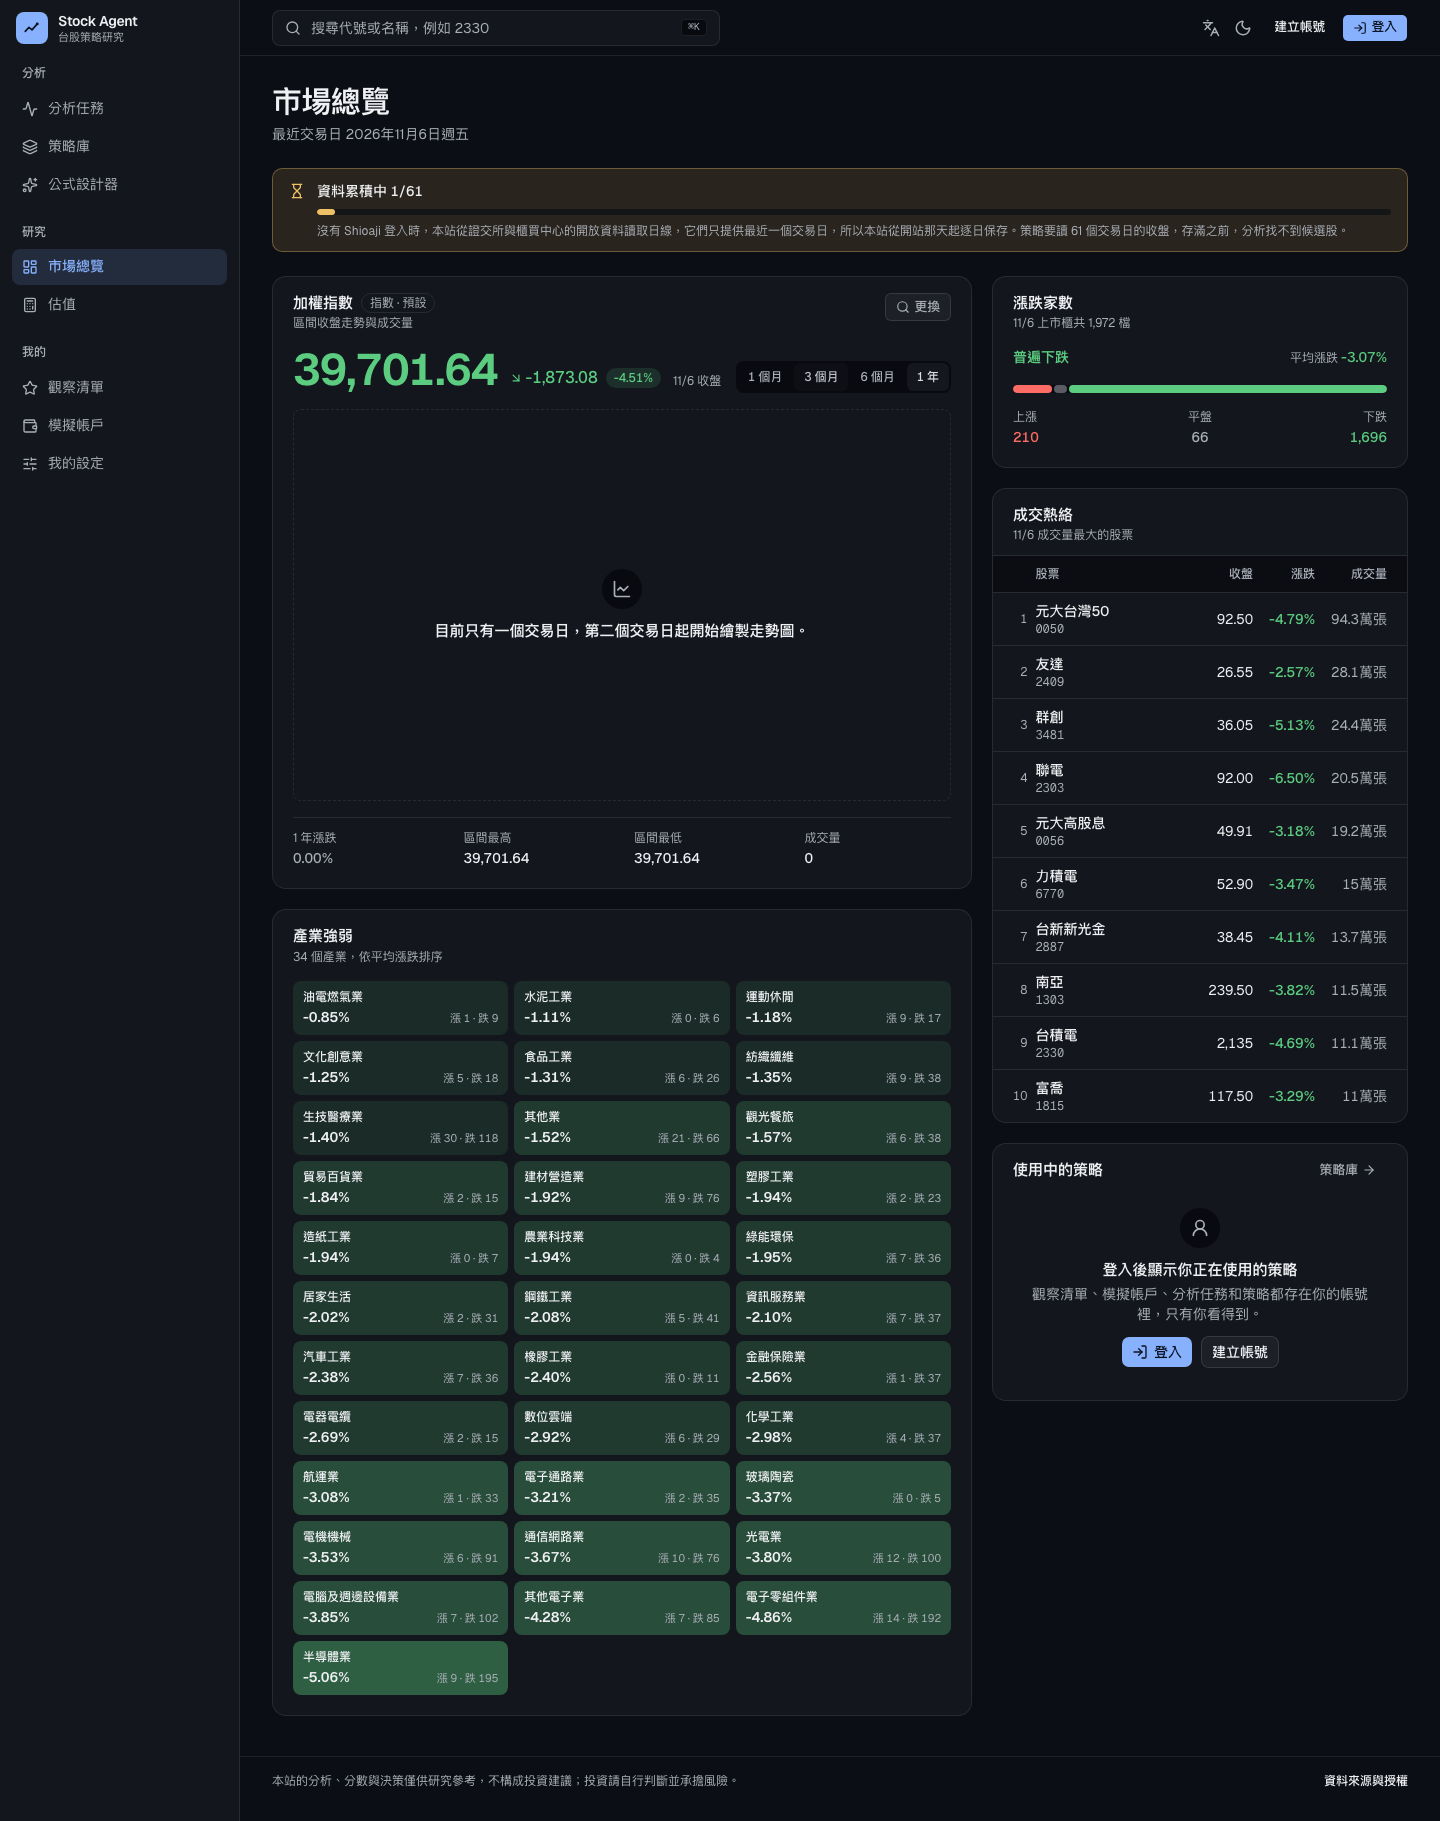 Stock Agent
台股策略研究
分析
分析任務
策略庫
公式設計器
研究
市場總覽
估值
我的
觀察清單
模擬帳戶
我的設定
搜尋代號或名稱，例如 2330
⌘K
建立帳號
登入
市場總覽
最近交易日 2026年11月6日週五
資料累積中 1/61
沒有 Shioaji 登入時，本站從證交所與櫃買中心的開放資料讀取日線，它們只提供最近一個交易日，所以本站從開站那天起逐日保存。策略要讀 61 個交易日的收盤，存滿之前，分析找不到候選股。
加權指數 指數 · 預設
更換
區間收盤走勢與成交量
39,701.64 -1,873.08 -4.51% 11/6 收盤
1 個月 3 個月 6 個月 1 年
目前只有一個交易日，第二個交易日起開始繪製走勢圖。
1 年漲跌 區間最高 區間最低 成交量
0.00% 39,701.64 39,701.64 0
漲跌家數
11/6 上市櫃共 1,972 檔
普遍下跌 平均漲跌 -3.07%
上漲 平盤 下跌
210 66 1,696
成交熱絡
11/6 成交量最大的股票
股票 收盤 漲跌 成交量
1 元大台灣50 92.50 -4.79% 94.3萬張
0050
2 友達 26.55 -2.57% 28.1萬張
2409
3 群創 36.05 -5.13% 24.4萬張
3481
4 聯電 92.00 -6.50% 20.5萬張
2303
5 元大高股息 49.91 -3.18% 19.2萬張
0056
6 力積電 52.90 -3.47% 15萬張
6770
7 台新新光金 38.45 -4.11% 13.7萬張
2887
8 南亞 239.50 -3.82% 11.5萬張
1303
9 台積電 2,135 -4.69% 11.1萬張
2330
10 富喬 117.50 -3.29% 11萬張
1815
使用中的策略 策略庫
登入後顯示你正在使用的策略
觀察清單、模擬帳戶、分析任務和策略都存在你的帳號
裡，只有你看得到。
登入 建立帳號
產業強弱
34 個產業，依平均漲跌排序
油電燃氣業 水泥工業 運動休閒
-0.85% 漲 1 · 跌 9 -1.11% 漲 0 · 跌 6 -1.18% 漲 9 · 跌 17
文化創意業 食品工業 紡織纖維
-1.25% 漲 5 · 跌 18 -1.31% 漲 6 · 跌 26 -1.35% 漲 9 · 跌 38
生技醫療業 其他業 觀光餐旅
-1.40% 漲 30 · 跌 118 -1.52% 漲 21 · 跌 66 -1.57% 漲 6 · 跌 38
貿易百貨業 建材營造業 塑膠工業
-1.84% 漲 2 · 跌 15 -1.92% 漲 9 · 跌 76 -1.94% 漲 2 · 跌 23
造紙工業 農業科技業 綠能環保
-1.94% 漲 0 · 跌 7 -1.94% 漲 0 · 跌 4 -1.95% 漲 7 · 跌 36
居家生活 鋼鐵工業 資訊服務業
-2.02% 漲 2 · 跌 31 -2.08% 漲 5 · 跌 41 -2.10% 漲 7 · 跌 37
汽車工業 橡膠工業 金融保險業
-2.38% 漲 7 · 跌 36 -2.40% 漲 0 · 跌 11 -2.56% 漲 1 · 跌 37
電器電纜 數位雲端 化學工業
-2.69% 漲 2 · 跌 15 -2.92% 漲 6 · 跌 29 -2.98% 漲 4 · 跌 37
航運業 電子通路業 玻璃陶瓷
-3.08% 漲 1 · 跌 33 -3.21% 漲 2 · 跌 35 -3.37% 漲 0 · 跌 5
電機機械 通信網路業 光電業
-3.53% 漲 6 · 跌 91 -3.67% 漲 10 · 跌 76 -3.80% 漲 12 · 跌 100
電腦及週邊設備業 其他電子業 電子零組件業
-3.85% 漲 7 · 跌 102 -4.28% 漲 7 · 跌 85 -4.86% 漲 14 · 跌 192
半導體業
-5.06% 漲 9 · 跌 195
本站的分析、分數與決策僅供研究參考，不構成投資建議；投資請自行判斷並承擔風險。
資料來源與授權